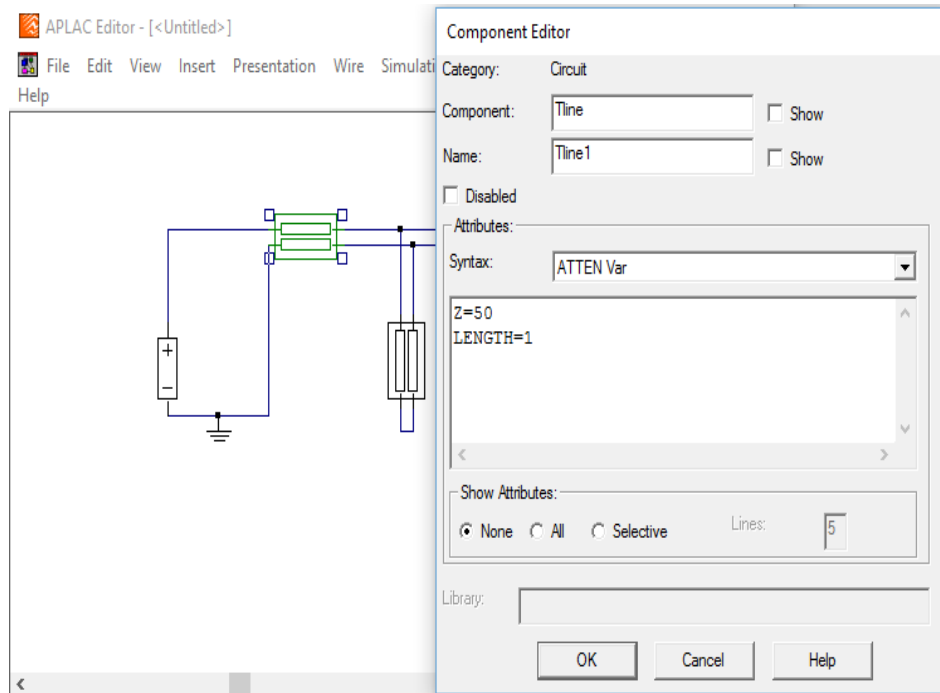 APLAC Editor - [<Untitled>]
File Edit View Insert Presentation Wire Simulati
Help
+
−
Component Editor
Category: Circuit
Component: Tline Show
Name: Tline1 Show
Disabled
Attributes:
Syntax: ATTEN Var
Z=50
LENGTH=1
Show Attributes:
None All Selective Lines: 5
Library:
OK Cancel Help